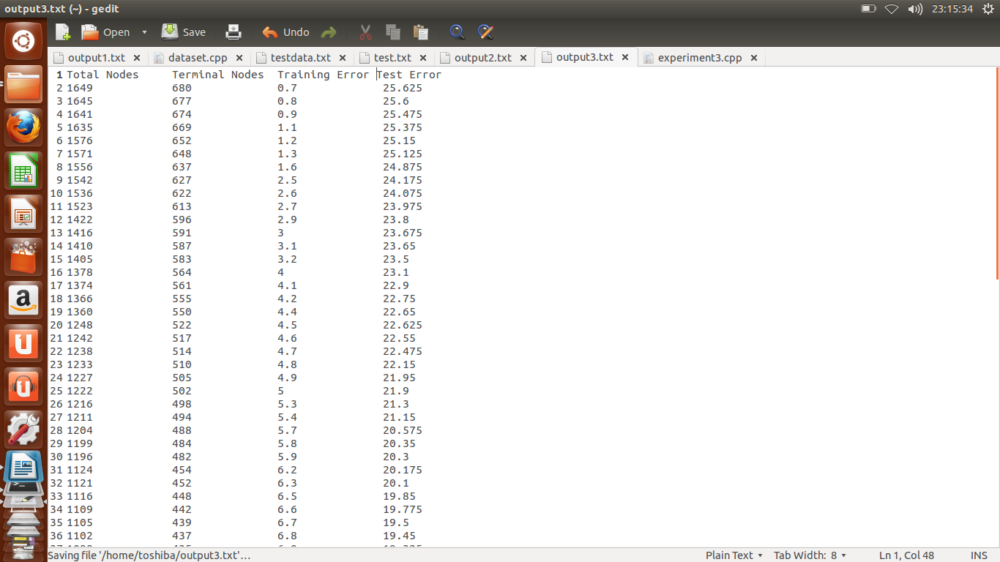 output3.txt (~) - gedit
23:15:34
Open Save Undo
output1.txt dataset.cpp testdata.txt test.txt output2.txt output3.txt experiment3.cpp
1 Total Nodes Terminal Nodes Training Error Test Error
2 1649 680 0.7 25.625
3 1645 677 0.8 25.6
4 1641 674 0.9 25.475
5 1635 669 1.1 25.375
6 1576 652 1.2 25.15
7 1571 648 1.3 25.125
8 1556 637 1.6 24.875
9 1542 627 2.5 24.175
10 1536 622 2.6 24.075
11 1523 613 2.7 23.975
12 1422 596 2.9 23.8
13 1416 591 3 23.675
14 1410 587 3.1 23.65
15 1405 583 3.2 23.5
16 1378 564 4 23.1
17 1374 561 4.1 22.9
18 1366 555 4.2 22.75
19 1360 550 4.4 22.65
20 1248 522 4.5 22.625
21 1242 517 4.6 22.55
22 1238 514 4.7 22.475
23 1233 510 4.8 22.15
24 1227 505 4.9 21.95
25 1222 502 5 21.9
26 1216 498 5.3 21.3
27 1211 494 5.4 21.15
28 1204 488 5.7 20.575
29 1199 484 5.8 20.35
30 1196 482 5.9 20.3
31 1124 454 6.2 20.175
32 1121 452 6.3 20.1
33 1116 448 6.5 19.85
34 1109 442 6.6 19.775
35 1105 439 6.7 19.5
36 1102 437 6.8 19.45
Saving file '/home/toshiba/output3.txt'… Plain Text Tab Width: 8 Ln 1, Col 48 INS